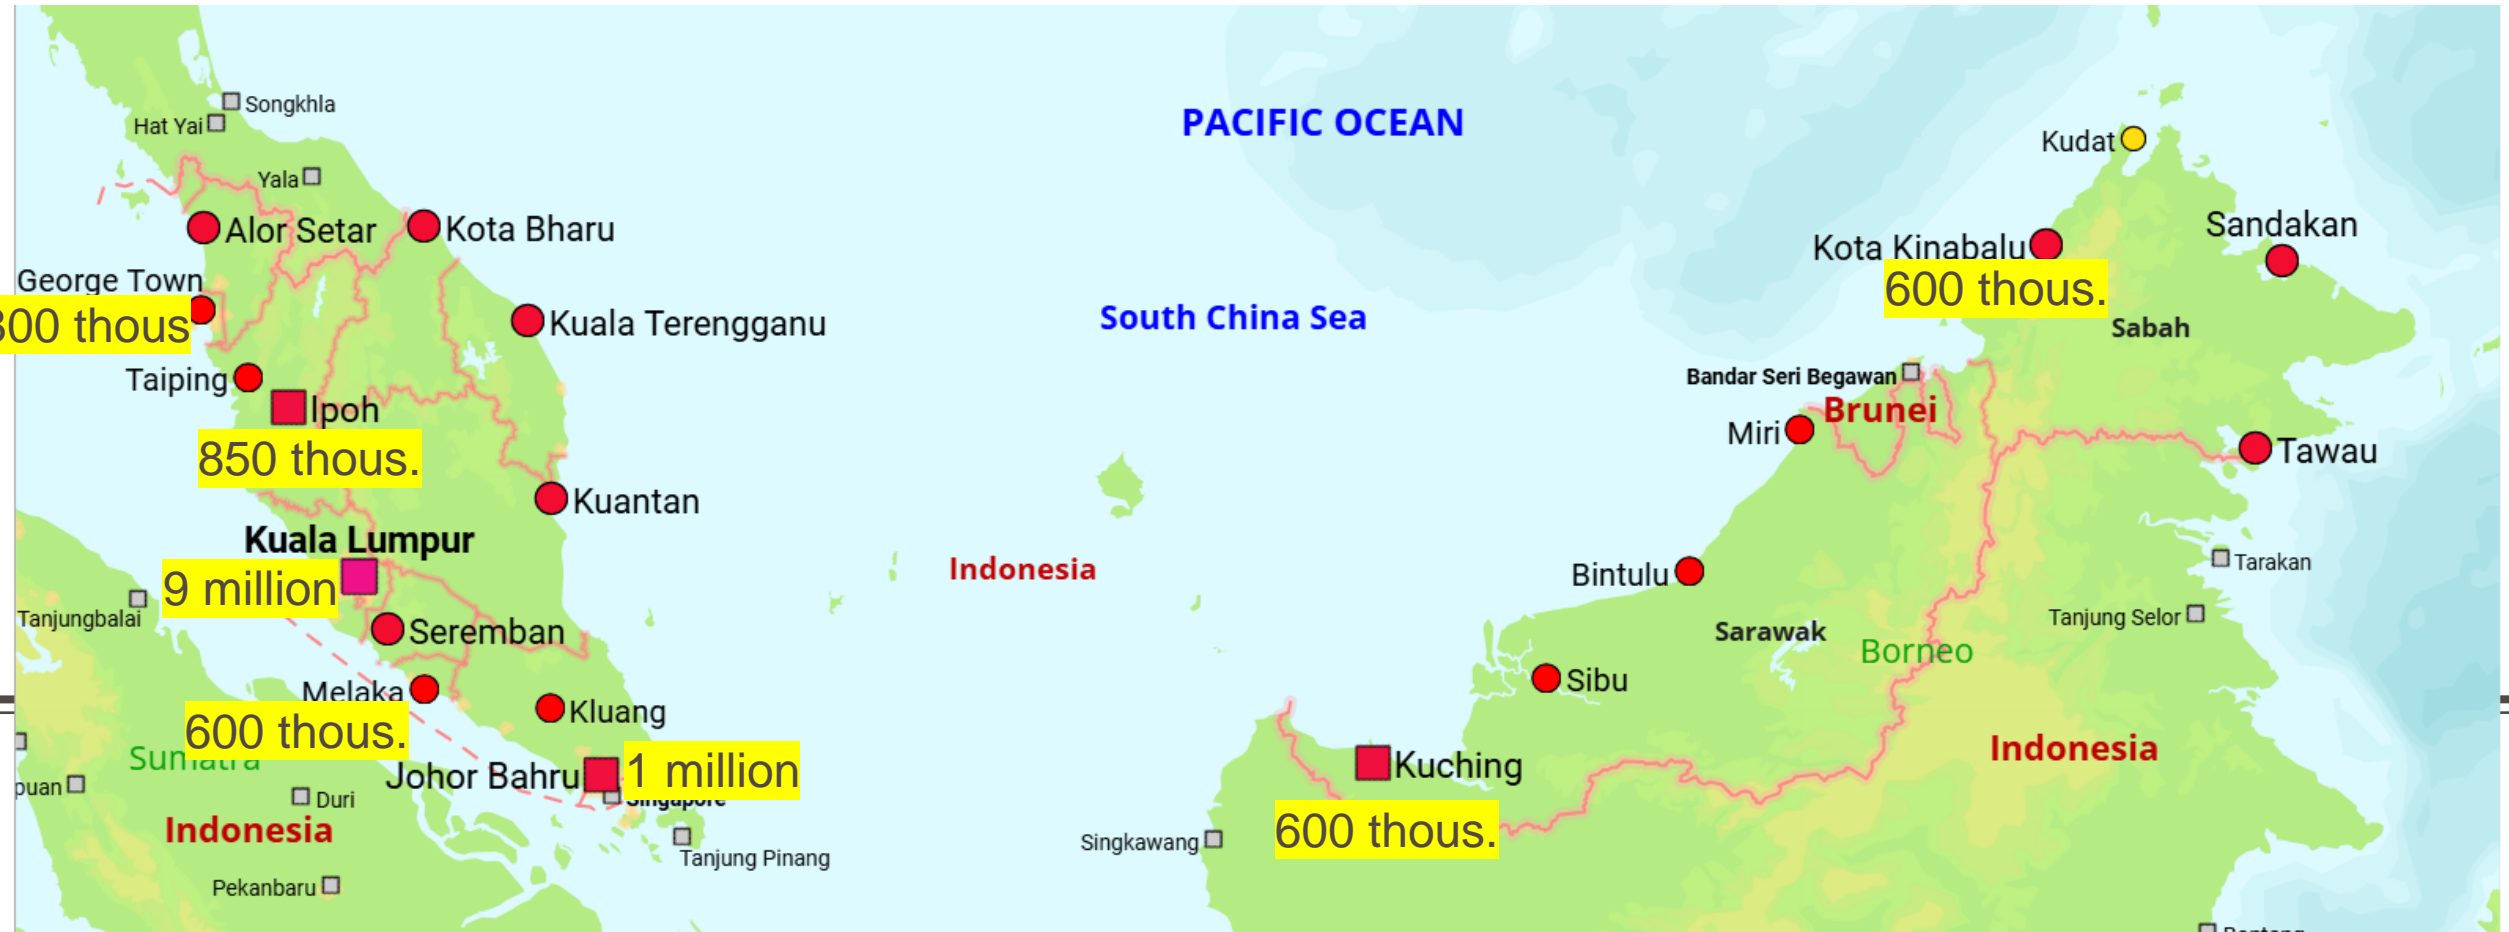 Songkhla
Hat Yai
PACIFIC OCEAN
Kudat
Yala
Alor Setar
Kota Bharu
Sandakan
Kota Kinabalu
George Town
600 thous.
South China Sea
Kuala Terengganu
00 thous
Sabah
Taiping
Bandar Seri Begawan
Ipoh
Brunei
Miri
850 thous.
Tawau
Kuantan
Kuala Lumpur
Indonesia
Tarakan
Bintulu
9 million
Tanjungbalai
Tanjung Selor
Seremban
Sarawak
Borneo
Sibu
Melaka
Kluang
600 thous.
Sumatra
Indonesia
Kuching
Johor Bahru
1 million
puan
Duri
Singapore
Indonesia
600 thous.
Singkawang
Tanjung Pinang
Pekanbaru